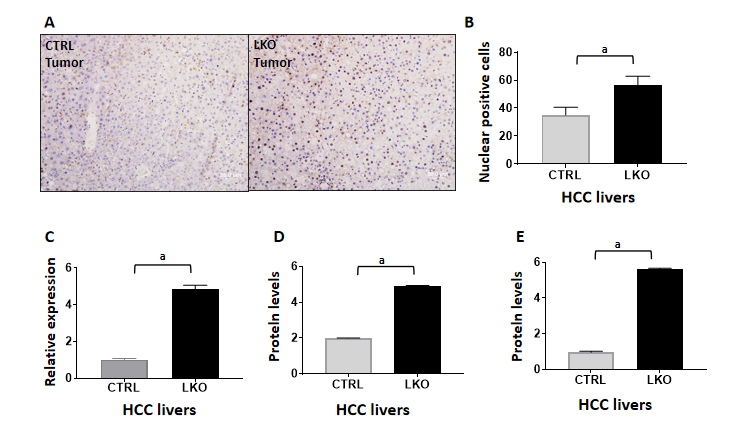 A
CTRL
Tumor
LKO
Tumor
B
Nuclear positive cells
80
60
40
20
0
a
CTRL LKO
HCC livers
C
Relative expression
6
4
2
0
a
CTRL LKO
HCC livers
D
Protein levels
6
4
2
0
a
CTRL LKO
HCC livers
E
Protein levels
6
4
2
0
a
CTRL LKO
HCC livers